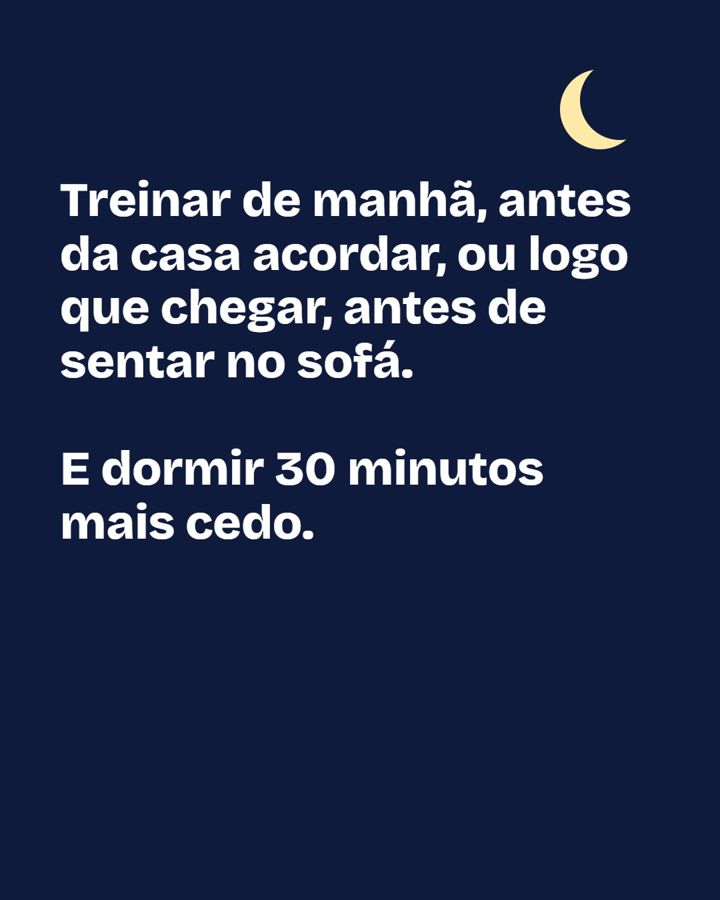 Treinar de manhã, antes
da casa acordar, ou logo
que chegar, antes de
sentar no sofá.
E dormir 30 minutos
mais cedo.